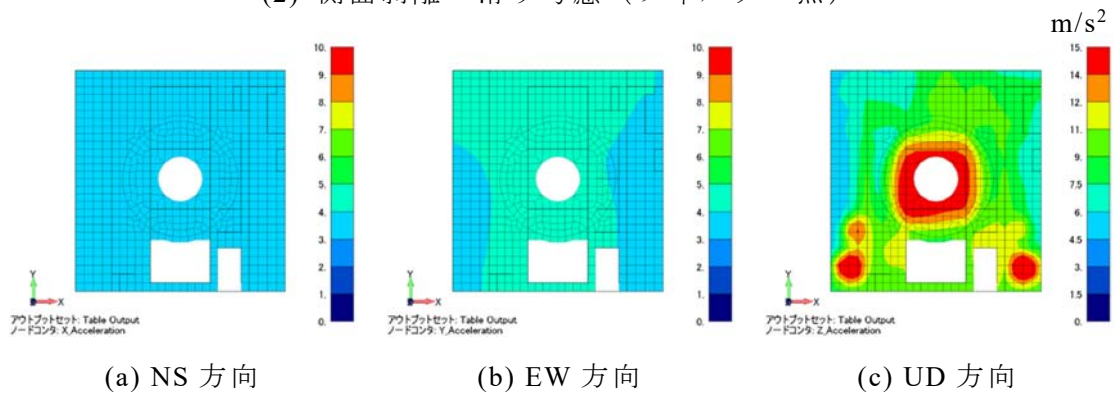 m/s2
10.
9.
8.
7.
6.
5.
4.
3.
2.
1.
0.
Y
X
アウトプットセット: Table Output
ノードコンタ: X_Acceleration
(a) NS 方向
10.
9.
8.
7.
6.
5.
4.
3.
2.
1.
0.
Y
X
アウトプットセット: Table Output
ノードコンタ: Y_Acceleration
(b) EW 方向
15.
14.
12.
11.
9.
7.5
6.
4.5
3.
1.5
0.
Y
X
アウトプットセット: Table Output
ノードコンタ: Z_Acceleration
(c) UD 方向